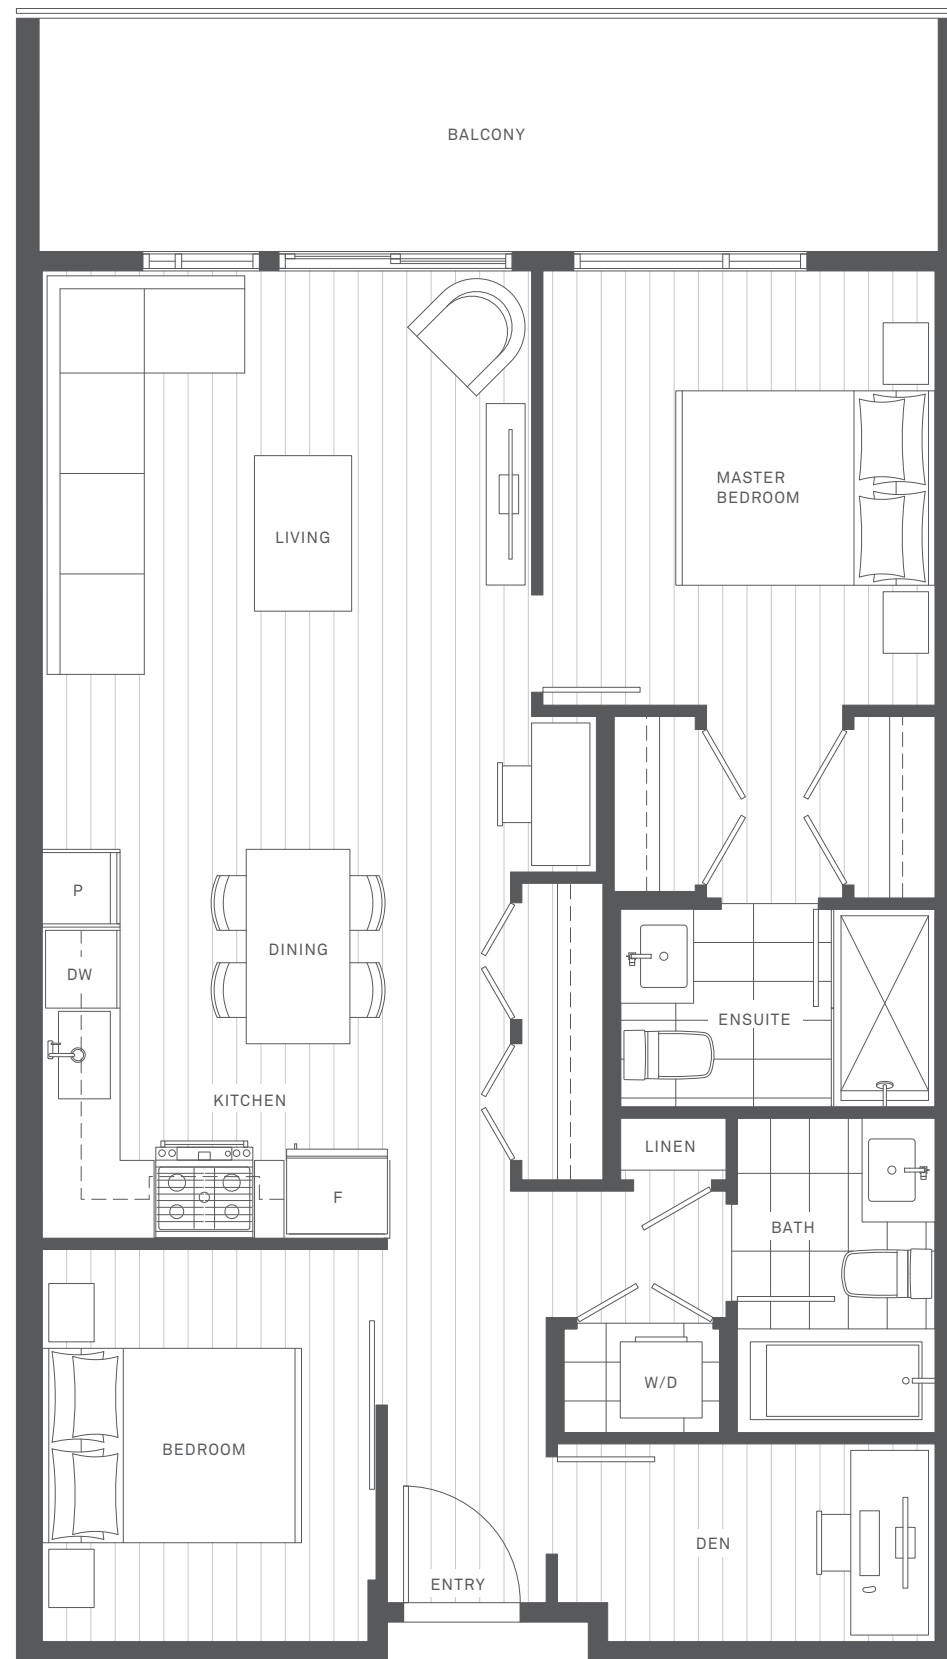 BALCONY
MASTER
BEDROOM
LIVING
P
DINING
DW
ENSUITE
KITCHEN
LINEN
F
BATH
W/D
BEDROOM
DEN
ENTRY